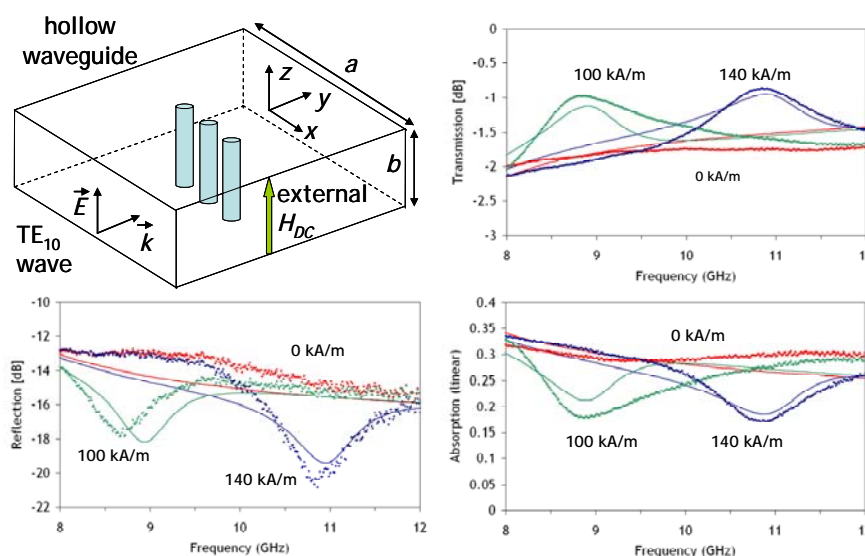 hollow
waveguide
z
y
x
a
b
E
k
TE10
wave
external
HDC
Transmission [dB]
0
-0.5
-1
-1.5
-2
-2.5
-3
100 kA/m
140 kA/m
0 kA/m
8
9
10
11
12
Frequency (GHz)
Reflection [dB]
-10
-12
-14
-16
-18
-20
-22
0 kA/m
100 kA/m
140 kA/m
8
9
10
11
12
Frequency (GHz)
Absorption (linear)
0.4
0.35
0.3
0.25
0.2
0.15
0.1
0.05
0
0 kA/m
100 kA/m
140 kA/m
8
9
10
11
Frequency (GHz)